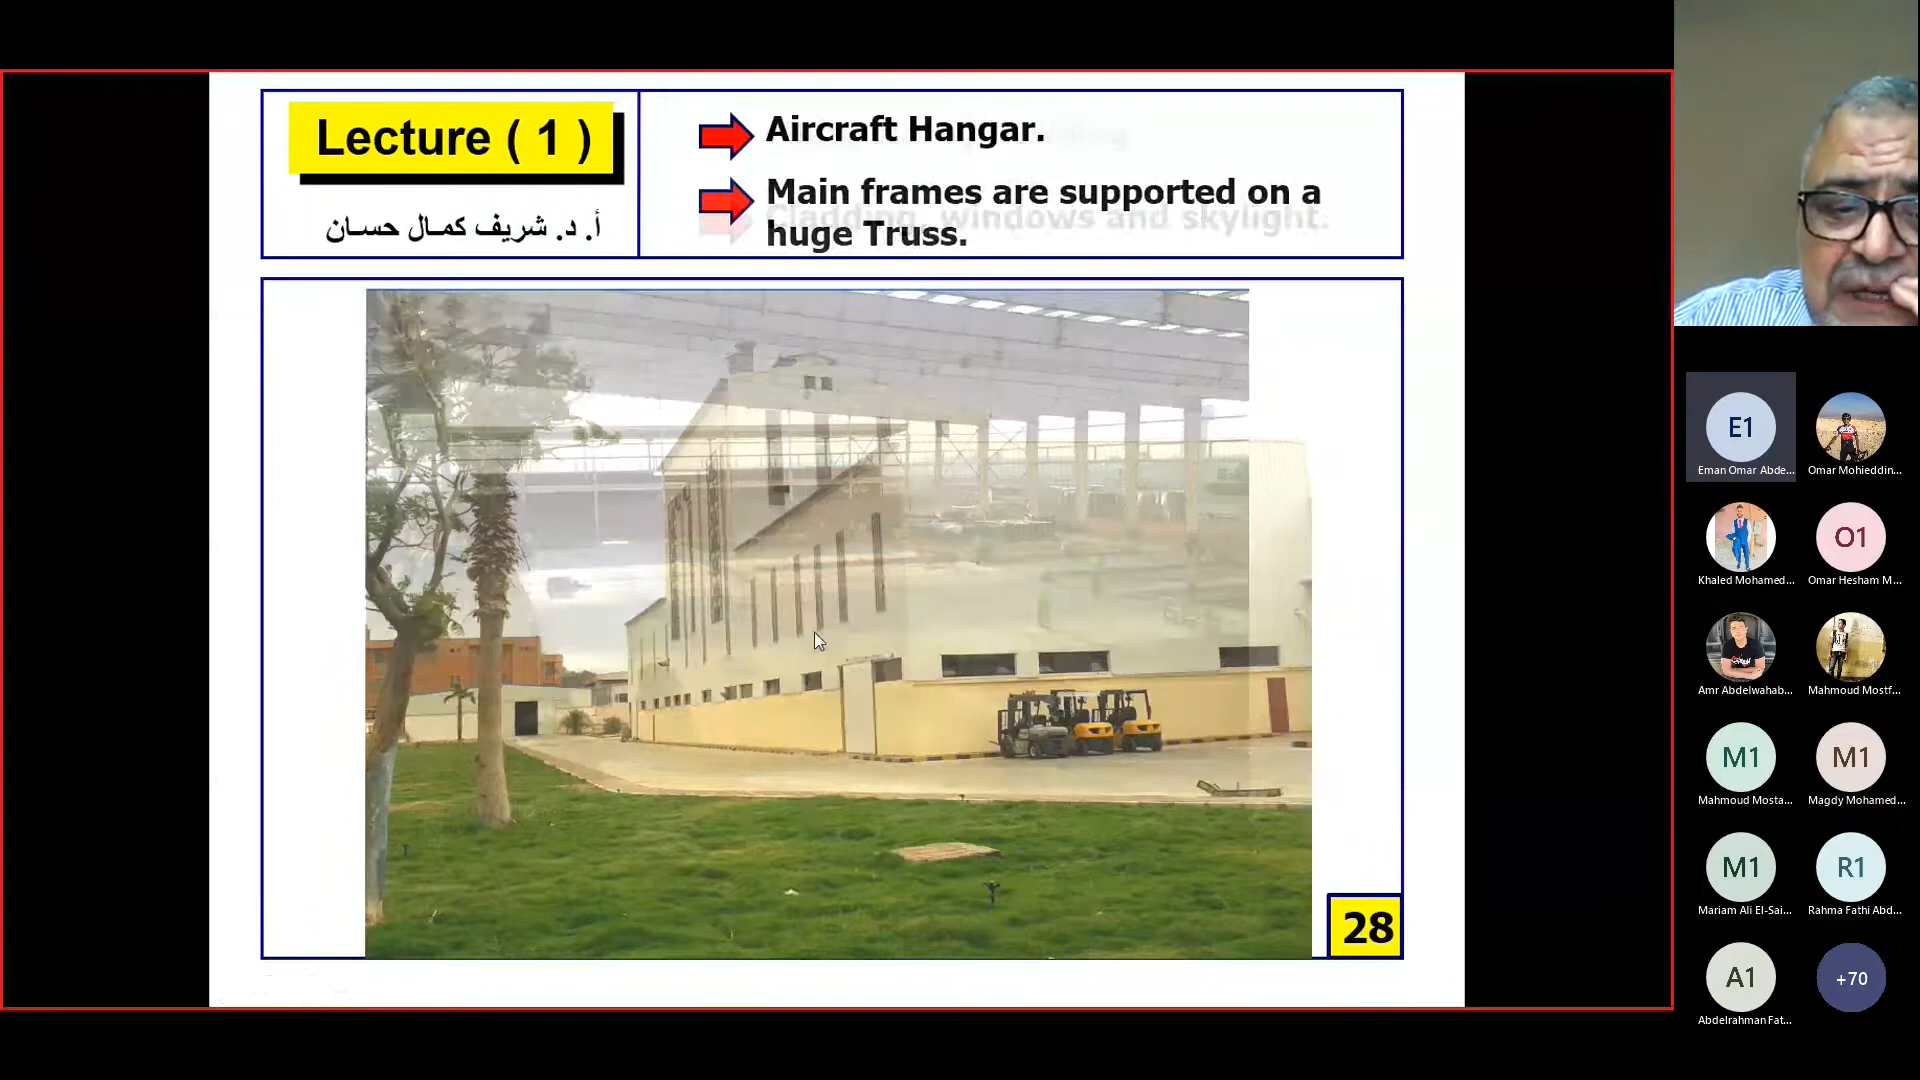 Lecture ( 1 )
أ. د. شريف كمال حسان
Aircraft Hangar.
Main frames are supported on a
huge Truss.
Cladding, windows and skylight.
28
E1
Eman Omar Abde...
Omar Mohieddin...
Khaled Mohamed...
O1
Omar Hesham M...
Amr Abdelwahab...
Mahmoud Mostf...
M1
Mahmoud Mosta...
M1
Magdy Mohamed...
M1
Mariam Ali El-Sai...
R1
Rahma Fathi Abd...
A1
Abdelrahman Fat...
+70